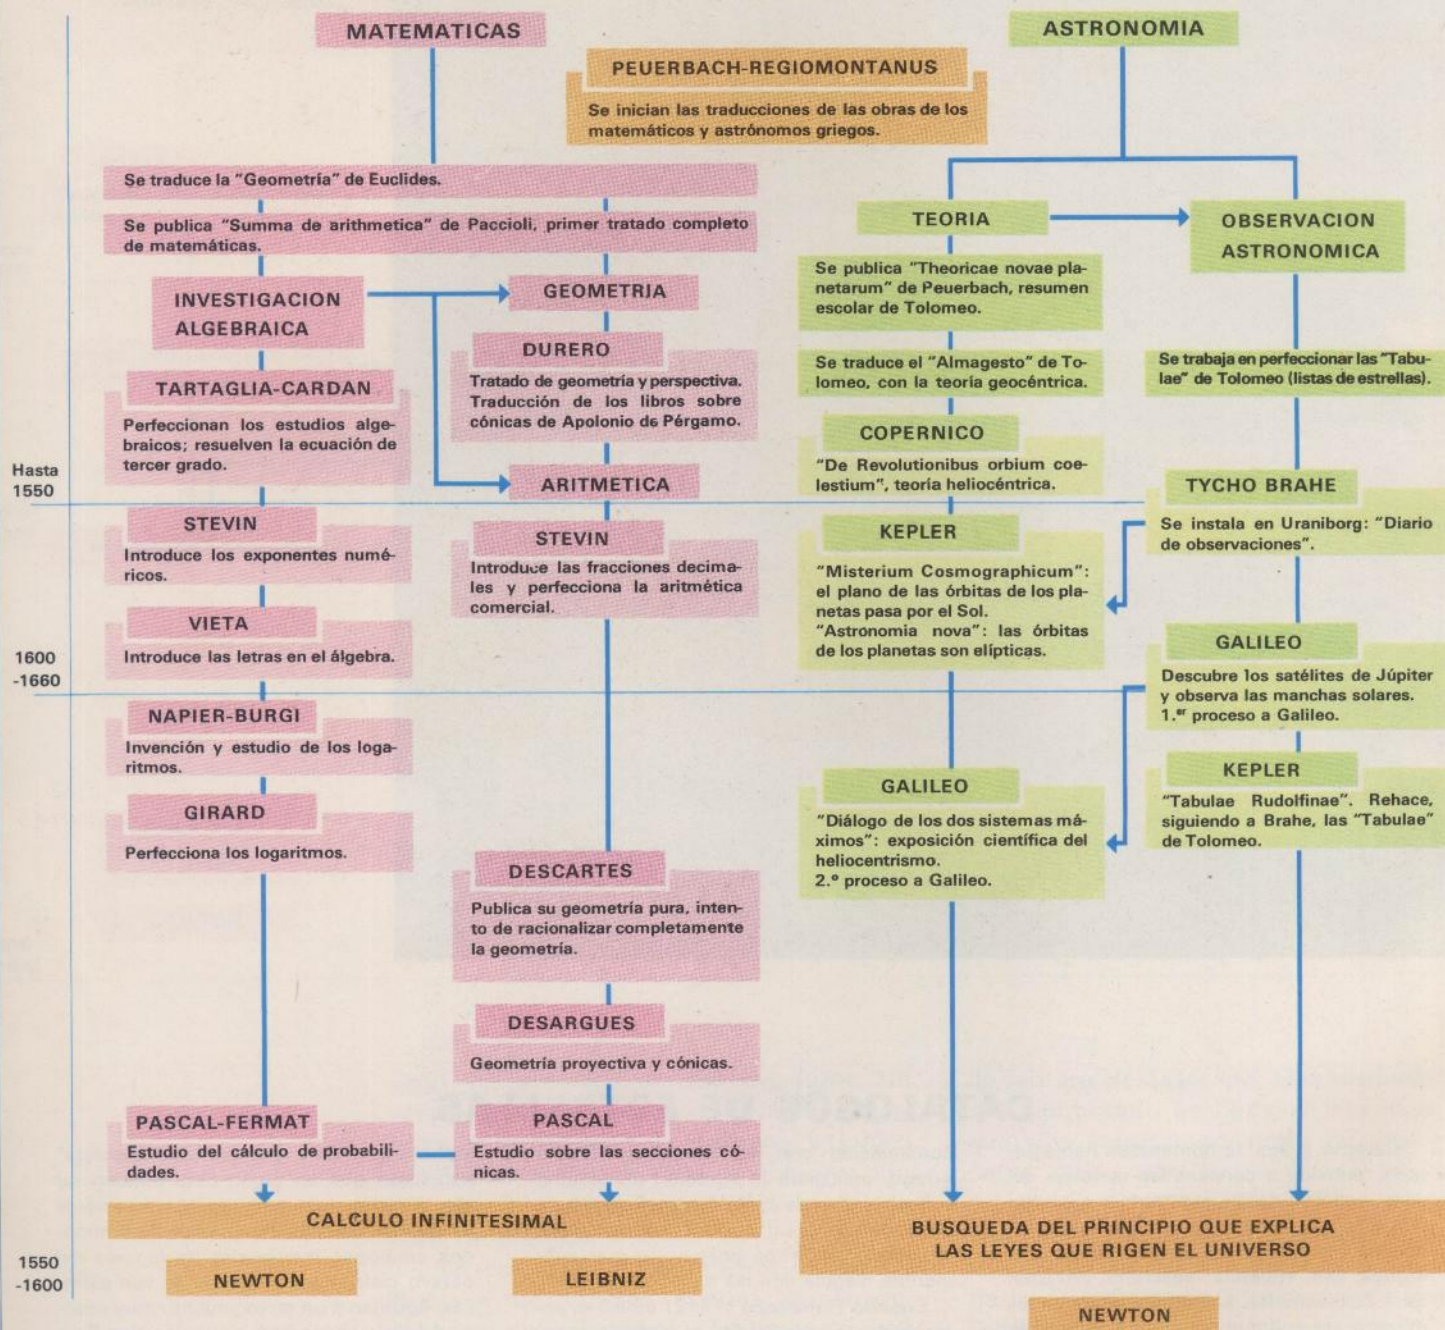 MATEMATICAS
ASTRONOMIA
PEUERBACH-REGIOMONTANUS
Se inician las traducciones de las obras de los
matemáticos y astrónomos griegos.
Se traduce la "Geometría" de Euclides.
Se publica "Summa de arithmetica" de Paccioli, primer tratado completo
de matemáticas.
INVESTIGACION
ALGEBRAICA
TARTAGLIA-CARDAN
Perfeccionan los estudios alge-
braicos; resuelven la ecuación de
tercer grado.
GEOMETRIA
DURERO
Tratado de geometría y perspectiva.
Traducción de los libros sobre
cónicas de Apolonio de Pérgamo.
ARITMETICA
TEORIA
Se publica "Theoricae novae pla-
netarum" de Peuerbach, resumen
escolar de Tolomeo.
Se traduce el "Almagesto" de To-
lomeo, con la teoría geocéntrica.
COPERNICO
"De Revolutionibus orbium coe-
lestium", teoría heliocéntrica.
OBSERVACION
ASTRONOMICA
Se trabaja en perfeccionar las "Tabu-
lae" de Tolomeo (listas de estrellas).
Hasta
1550
STEVIN
Introduce los exponentes numé-
ricos.
VIETA
Introduce las letras en el álgebra.
STEVIN
Introduce las fracciones decima-
les y perfecciona la aritmética
comercial.
KEPLER
"Misterium Cosmographicum":
el plano de las órbitas de los pla-
netas pasa por el Sol.
"Astronomia nova": las órbitas
de los planetas son elípticas.
TYCHO BRAHE
Se instala en Uraniborg: "Diario
de observaciones".
GALILEO
Descubre los satélites de Júpiter
y observa las manchas solares.
1.er proceso a Galileo.
1600
-1660
NAPIER-BURGI
Invención y estudio de los loga-
ritmos.
GIRARD
Perfecciona los logaritmos.
DESCARTES
Publica su geometría pura, inten-
to de racionalizar completamente
la geometría.
DESARGUES
Geometría proyectiva y cónicas.
GALILEO
"Diálogo de los dos sistemas má-
ximos": exposición científica del
heliocentrismo.
2.º proceso a Galileo.
KEPLER
"Tabulae Rudolfinae". Rehace,
siguiendo a Brahe, las "Tabulae"
de Tolomeo.
PASCAL-FERMAT
Estudio del cálculo de probabili-
dades.
PASCAL
Estudio sobre las secciones có-
nicas.
CALCULO INFINITESIMAL
BUSQUEDA DEL PRINCIPIO QUE EXPLICA
LAS LEYES QUE RIGEN EL UNIVERSO
1550
-1600
NEWTON
LEIBNIZ
NEWTON